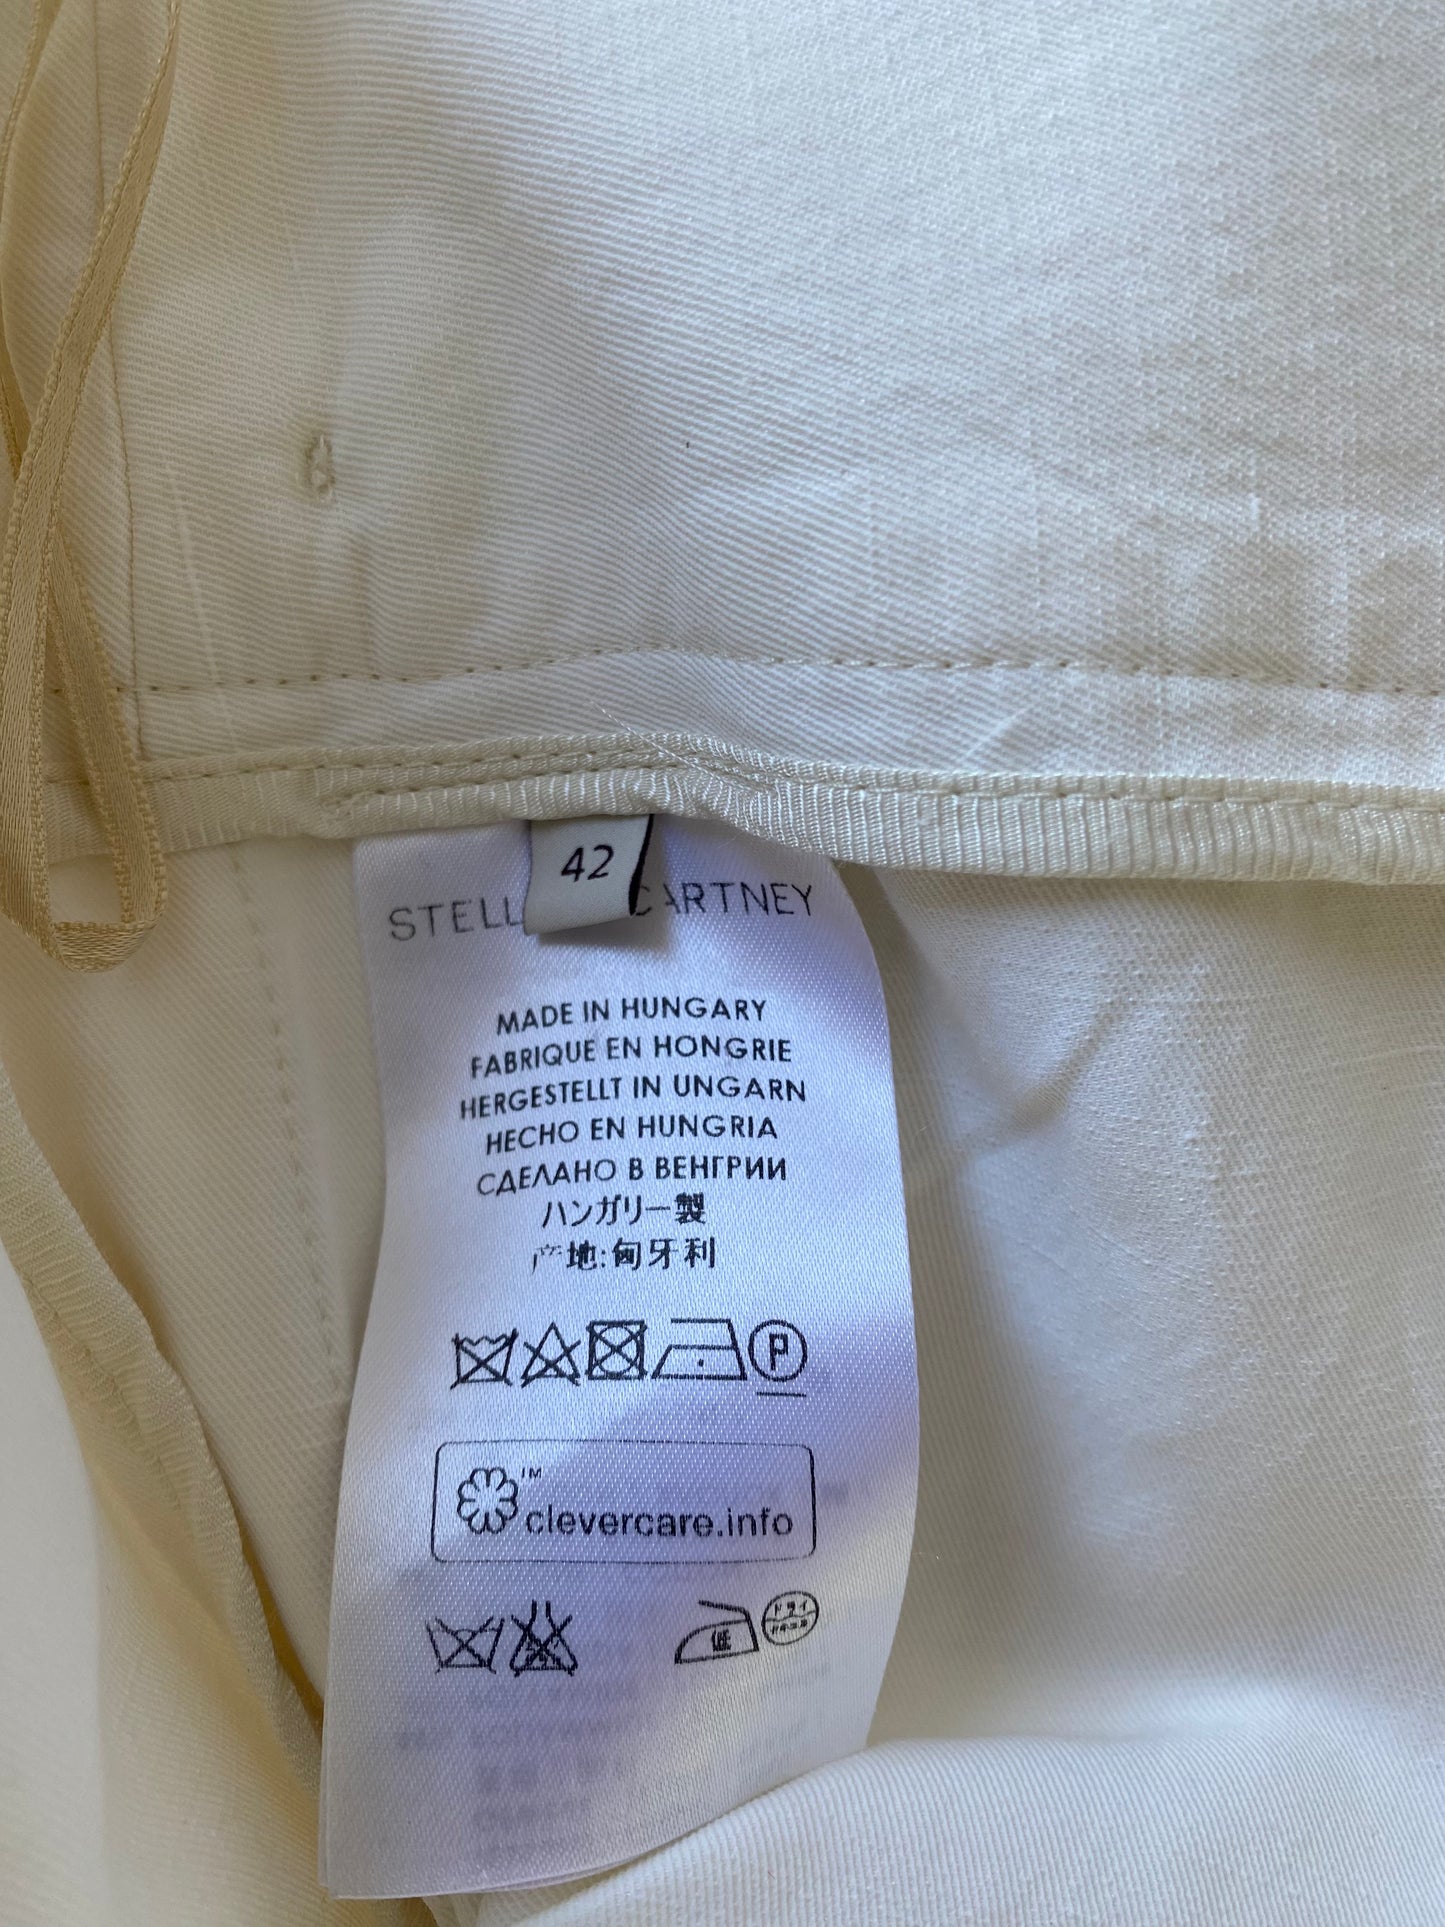 42
STELL CARTNEY
MADE IN HUNGARY
FABRIQUE EN HONGRIE
HERGESTELLT IN UNGARN
HECHO EN HUNGRIA
СДЕЛАНО В ВЕНГРИИ
ハンガリー製
产地:匈牙利
P
TM
clevercare.info
低
ドライ